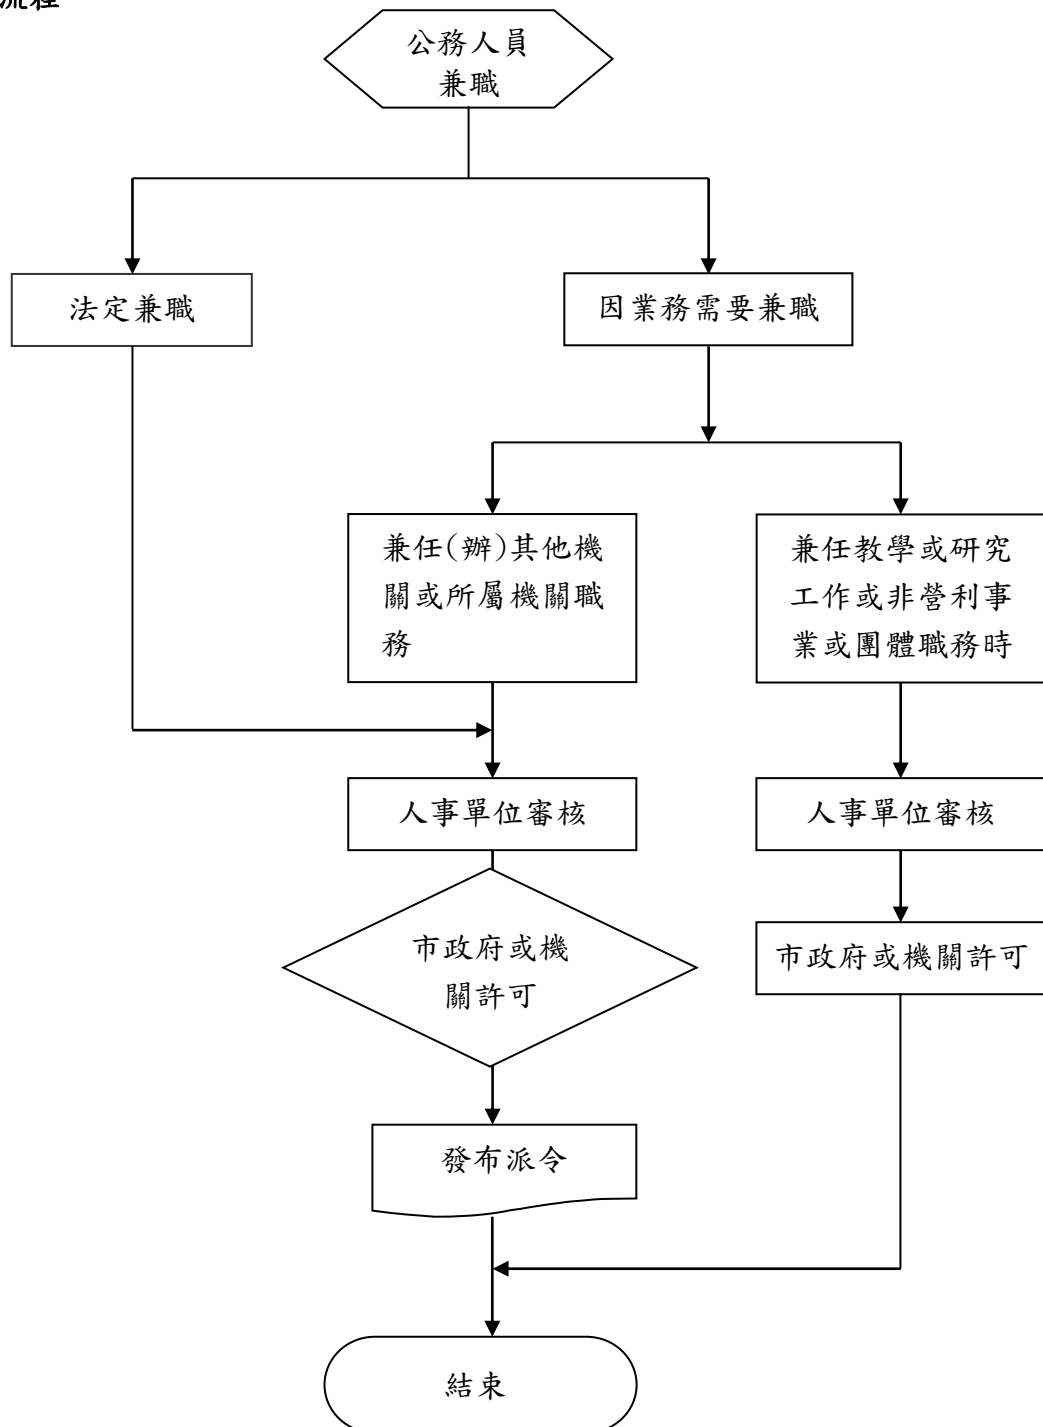 流程
公務人員
兼職
法定兼職
因業務需要兼職
兼任(辦)其他機
關或所屬機關職
務
兼任教學或研究
工作或非營利事
業或團體職務時
人事單位審核
人事單位審核
市政府或機
關許可
市政府或機關許可
發布派令
結束